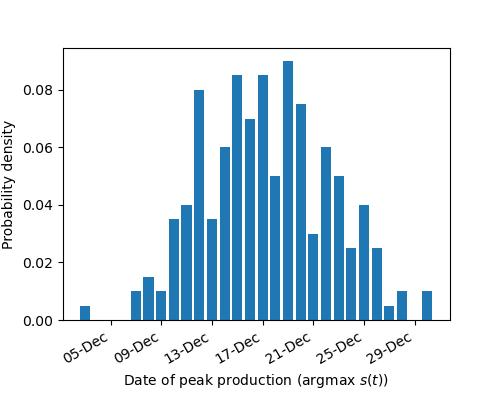 0.08
0.06
0.04
0.02
0.00
Probability density
05-Dec 09-Dec 13-Dec 17-Dec 21-Dec 25-Dec 29-Dec
Date of peak production (argmax s(t))